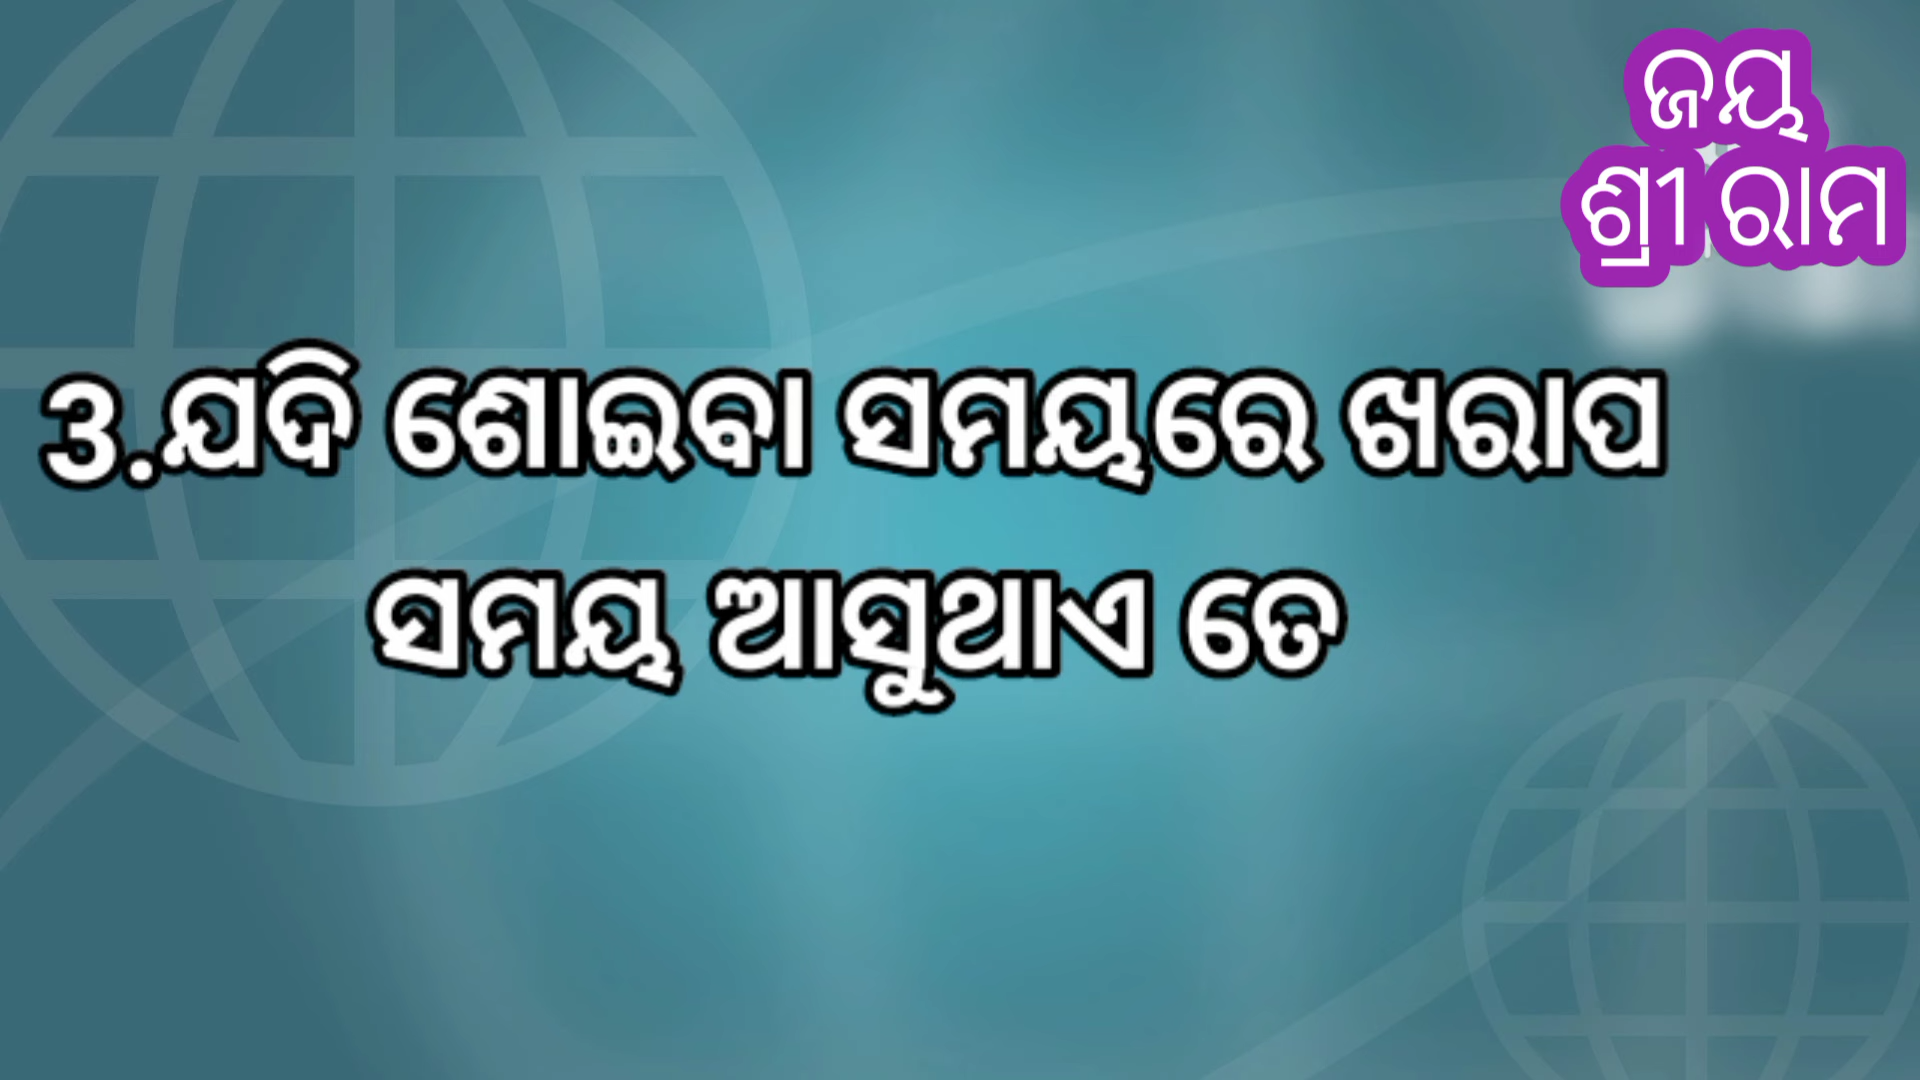 ଜୟ
ଶ୍ରୀ ରାମ
3.ଯଦି ଶୋଇବା ସମୟରେ ଖରାପ
ସମୟ ଆସୁଥାଏ ତେ